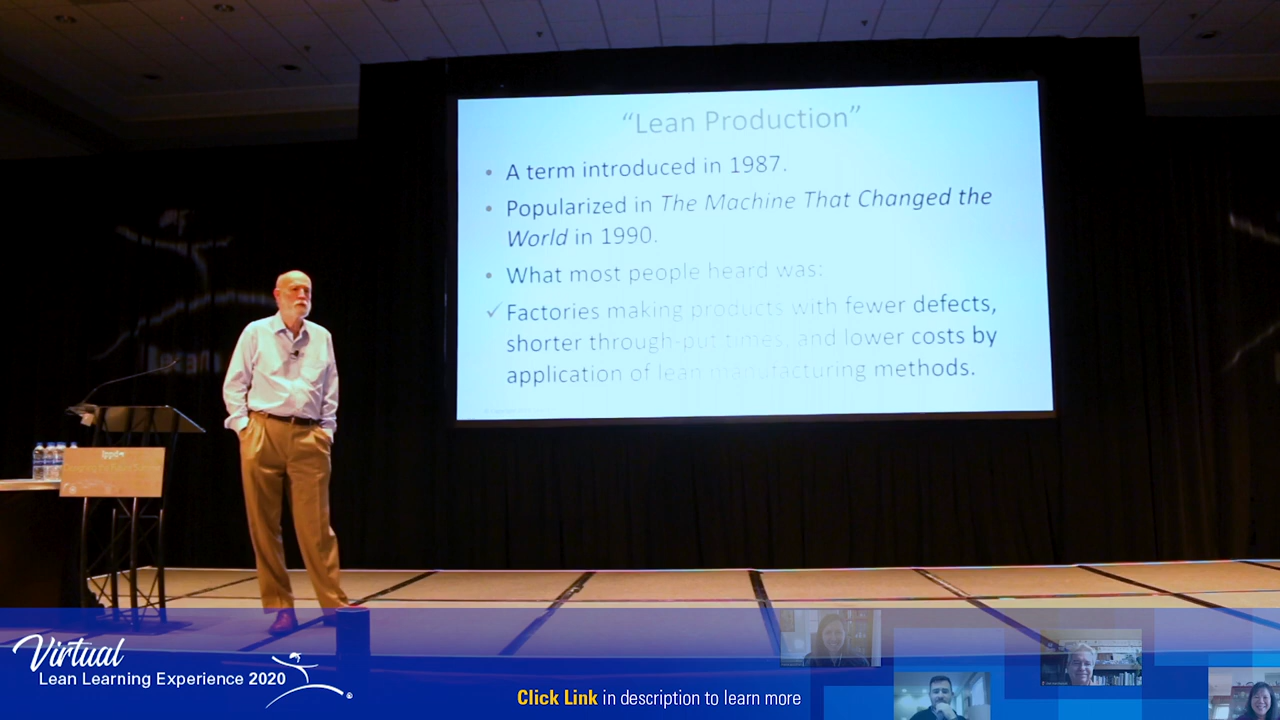 “Lean Production”
• A term introduced in 1987.
• Popularized in The Machine That Changed the
World in 1990.
• What most people heard was:
✓ Factories making products with fewer defects,
shorter through-put times, and lower costs by
application of lean manufacturing methods.
Virtual
Lean Learning Experience 2020
Click Link in description to learn more